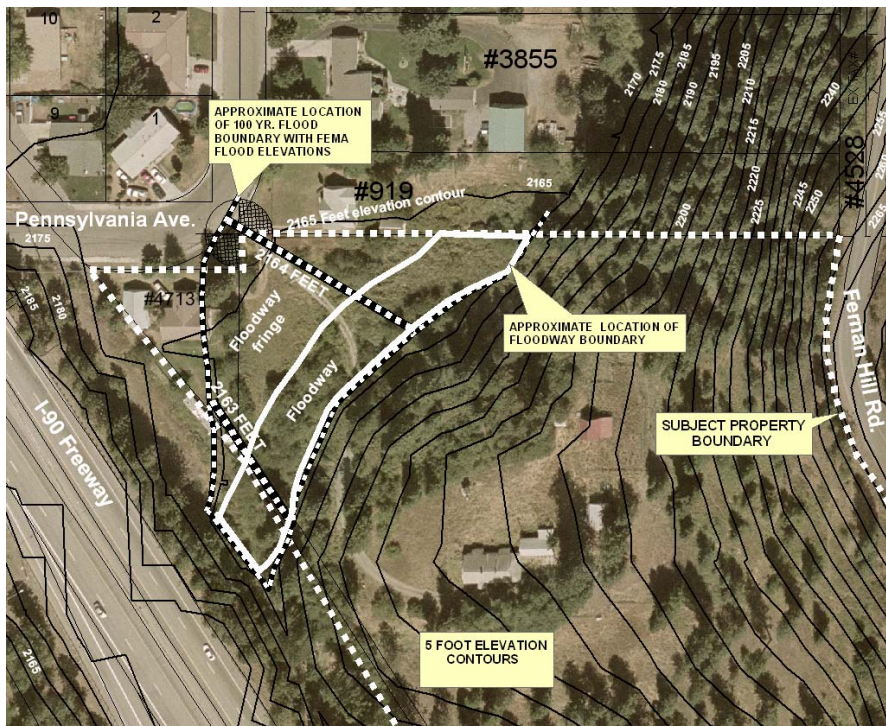 10
2
9
1
#3855
2170
2175
2180
2185
2190
2195
2205
2210
2215
2220
2225
2240
2245
2250
2255
2265
2200
#4528
APPROXIMATE LOCATION
OF 100 YR. FLOOD
BOUNDARY WITH FEMA
FLOOD ELEVATIONS
#919
2165
2165 Feet elevation contour
Pennsylvania Ave.
2175
2180
2185
#4713
2164 FEET
Floodway
fringe
Floodway
2163 FEET
APPROXIMATE LOCATION OF
FLOODWAY BOUNDARY
I-90 Freeway
Fernan Hill Rd.
SUBJECT PROPERTY
BOUNDARY
5 FOOT ELEVATION
CONTOURS
2165